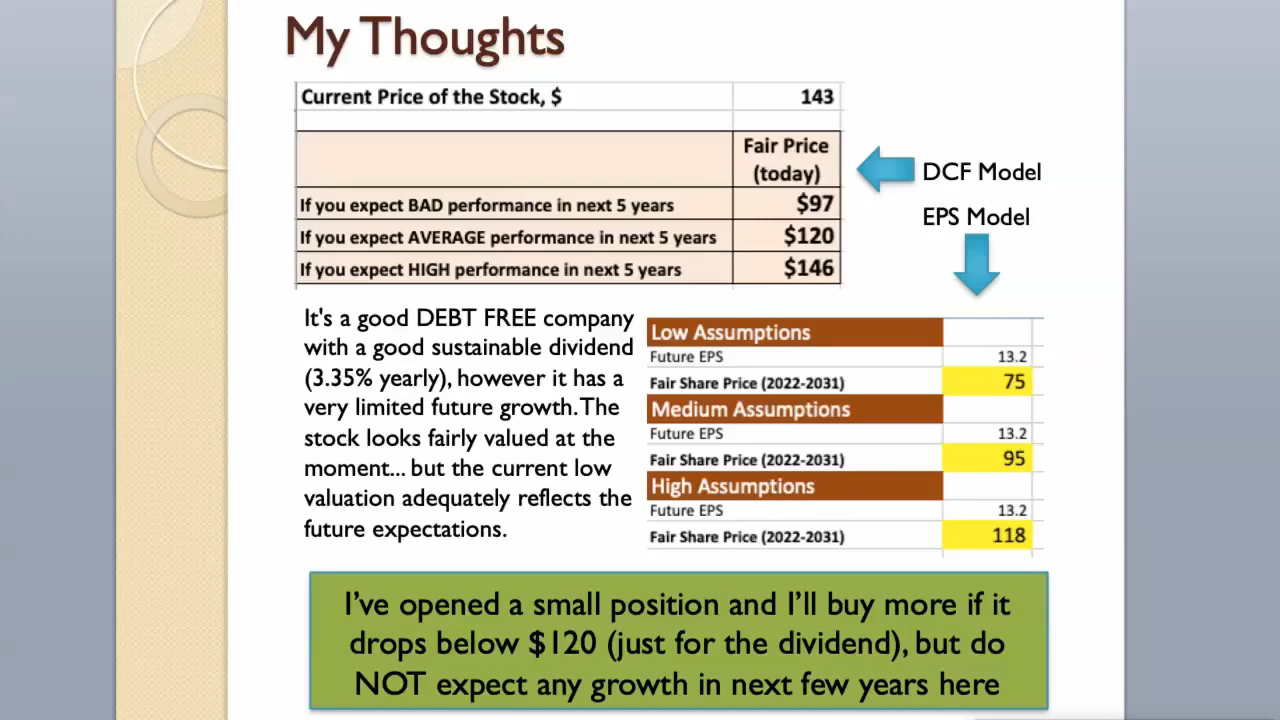 My Thoughts
Current Price of the Stock, $ 143
Fair Price
(today)
If you expect BAD performance in next 5 years $97
If you expect AVERAGE performance in next 5 years $120
If you expect HIGH performance in next 5 years $146
DCF Model
EPS Model
It's a good DEBT FREE company
with a good sustainable dividend
(3.35% yearly), however it has a
very limited future growth. The
stock looks fairly valued at the
moment... but the current low
valuation adequately reflects the
future expectations.
Low Assumptions
Future EPS 13.2
Fair Share Price (2022-2031) 75
Medium Assumptions
Future EPS 13.2
Fair Share Price (2022-2031) 95
High Assumptions
Future EPS 13.2
Fair Share Price (2022-2031) 118
I've opened a small position and I'll buy more if it
drops below $120 (just for the dividend), but do
NOT expect any growth in next few years here